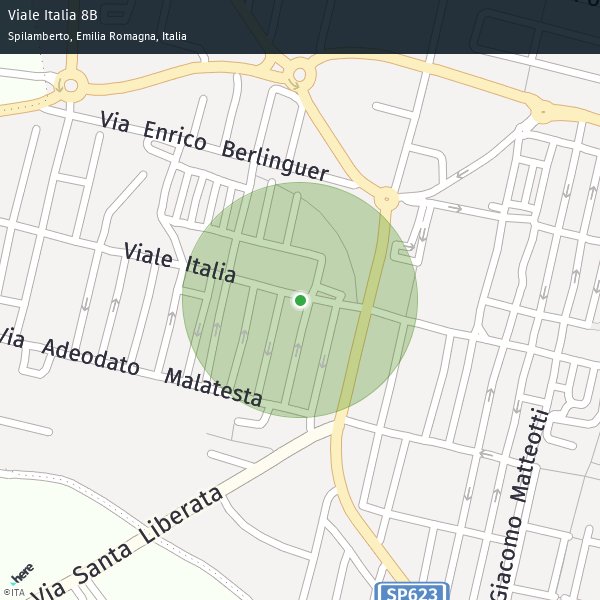 Viale Italia 8B
Spilamberto, Emilia Romagna, Italia
Via Enrico Berlinguer
Viale Italia
Via Adeodato Malatesta
Giacomo Matteotti
Via Santa Liberata
SP623
here
©ITA